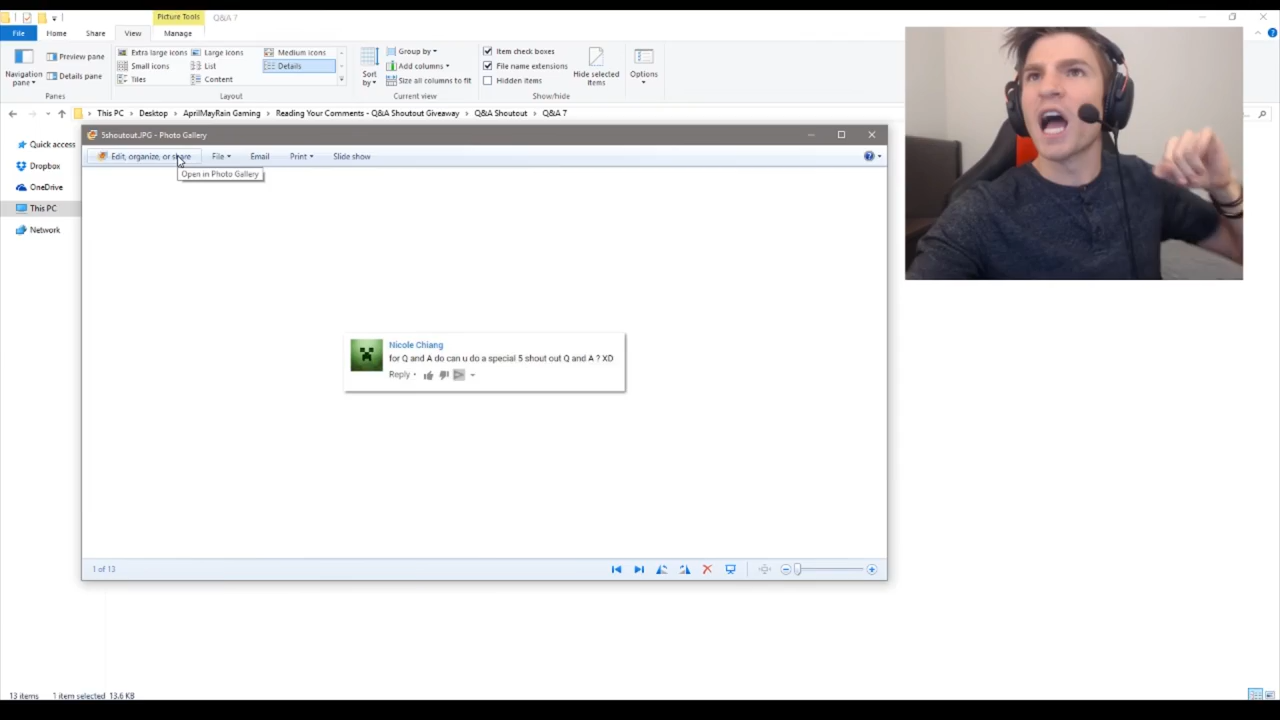 Picture Tools
Q&A 7
File
Home
Share
View
Manage
Navigation pane
Preview pane
Details pane
Panes
Extra large icons
Large icons
Medium icons
Small icons
List
Details
Tiles
Content
Layout
Sort by
Group by
Add columns
Size all columns to fit
Current view
Item check boxes
File name extensions
Hidden items
Hide selected items
Show/hide
Options
This PC
Desktop
AprilMayRain Gaming
Reading Your Comments - Q&A Shoutout Giveaway
Q&A Shoutout
Q&A 7
Quick access
Dropbox
OneDrive
This PC
Network
5shoutout.JPG - Photo Gallery
Edit, organize, or share
File
Email
Print
Slide show
Open in Photo Gallery
Nicole Chiang
for Q and A do can u do a special 5 shout out Q and A ? XD
Reply
1 of 13
13 items
1 item selected 13.6 KB